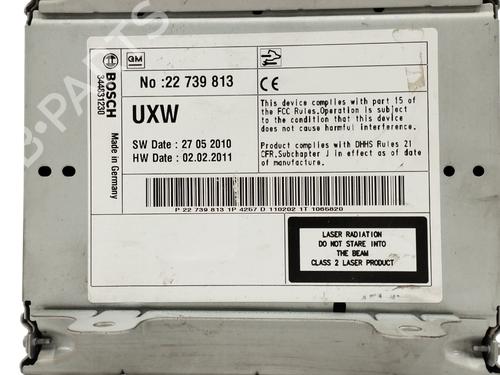 GM
BOSCH
344831230
Made in Germany
No :22 739 813
UXW
SW Date : 27 05 2010
HW Date : 02.02.2011
CE
This device complies with part 15 of
the FCC Rules.Operation is subject
to the condition that this device
does not cause harmful interference.
Product complies with DHHS Rules 21
CFR,Subchapter J in effect as of date
of manufacture.
P 22 739 813 1P 4257 D 110202 1T 1066820
LASER RADIATION
DO NOT STARE INTO
THE BEAM
CLASS 2 LASER PRODUCT